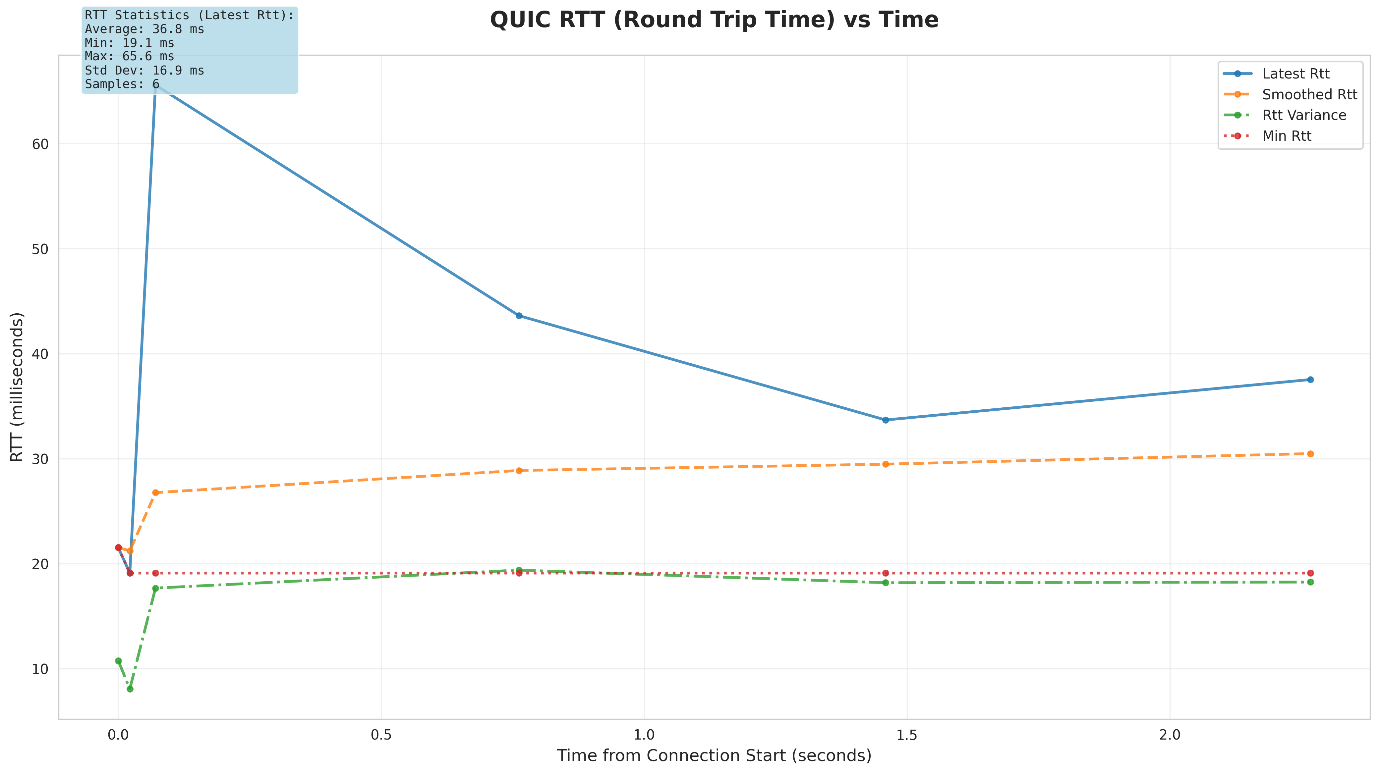 QUIC RTT (Round Trip Time) vs Time
RTT Statistics (Latest Rtt):
Average: 36.8 ms
Min: 19.1 ms
Max: 65.6 ms
Std Dev: 16.9 ms
Samples: 6
Latest Rtt
Smoothed Rtt
Rtt Variance
Min Rtt
RTT (milliseconds)
60
50
40
30
20
10
0.0
0.5
1.0
1.5
2.0
Time from Connection Start (seconds)